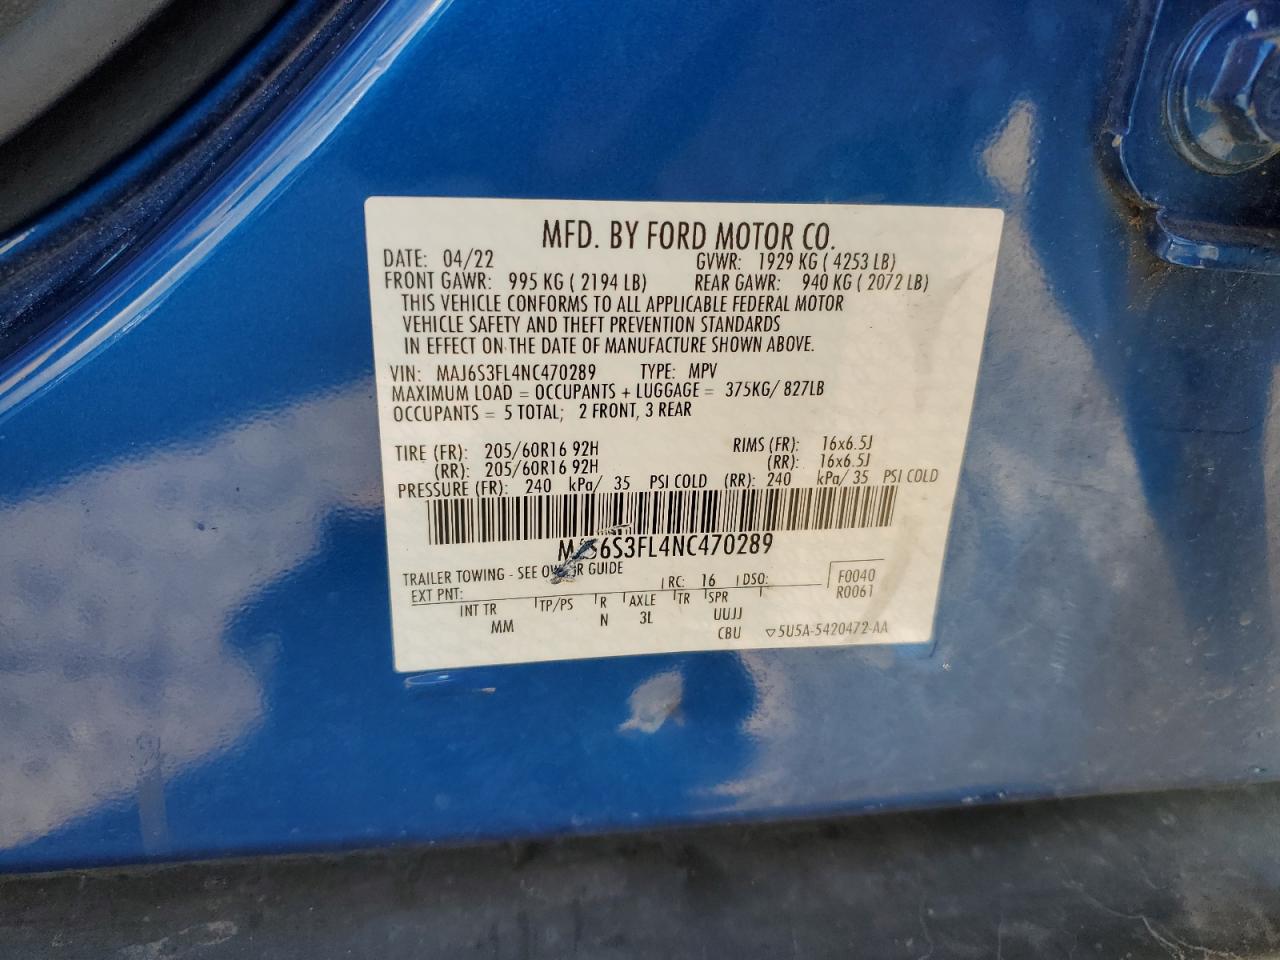 MFD. BY FORD MOTOR CO.
DATE: 04/22 GVWR: 1929 KG ( 4253 LB)
FRONT GAWR: 995 KG ( 2194 LB) REAR GAWR: 940 KG ( 2072 LB)
THIS VEHICLE CONFORMS TO ALL APPLICABLE FEDERAL MOTOR
VEHICLE SAFETY AND THEFT PREVENTION STANDARDS
IN EFFECT ON THE DATE OF MANUFACTURE SHOWN ABOVE.
VIN: MAJ6S3FL4NC470289 TYPE: MPV
MAXIMUM LOAD = OCCUPANTS + LUGGAGE = 375KG/ 827LB
OCCUPANTS = 5 TOTAL; 2 FRONT, 3 REAR
TIRE (FR): 205/60R16 92H RIMS (FR): 16x6.5J
(RR): 205/60R16 92H (RR): 16x6.5J
PRESSURE (FR): 240 kPa/ 35 PSI COLD (RR): 240 kPa/ 35 PSI COLD
MAJ6S3FL4NC470289
TRAILER TOWING - SEE OWNER GUIDE
EXT PNT: RC: 16 DSO: F0040
R0061
INT TR TP/PS R AXLE TR SPR
MM N 3L UUJJ
CBU 5U5A-5420472-AA